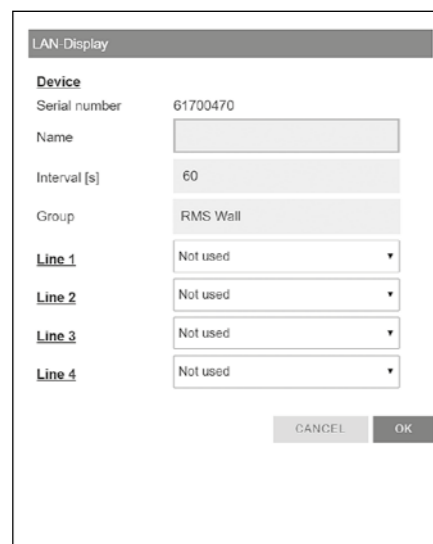 LAN-Display
Device
Serial number 61700470
Name
Interval [s] 60
Group RMS Wall
Line 1 Not used
Line 2 Not used
Line 3 Not used
Line 4 Not used
CANCEL OK